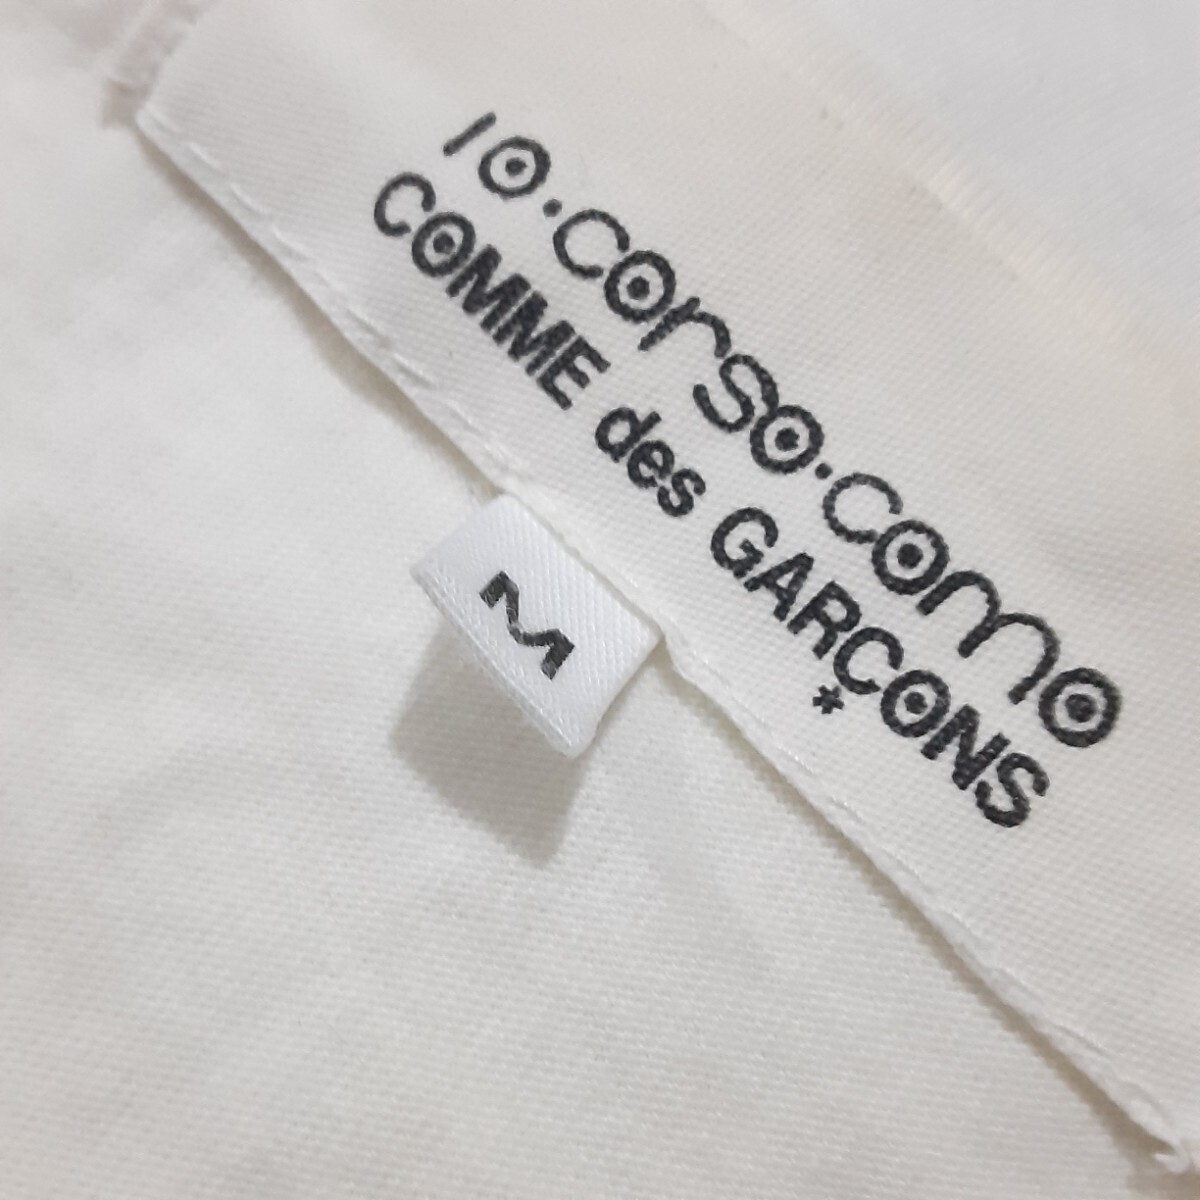 10·corso·como
COMME des GARÇONS
*
M